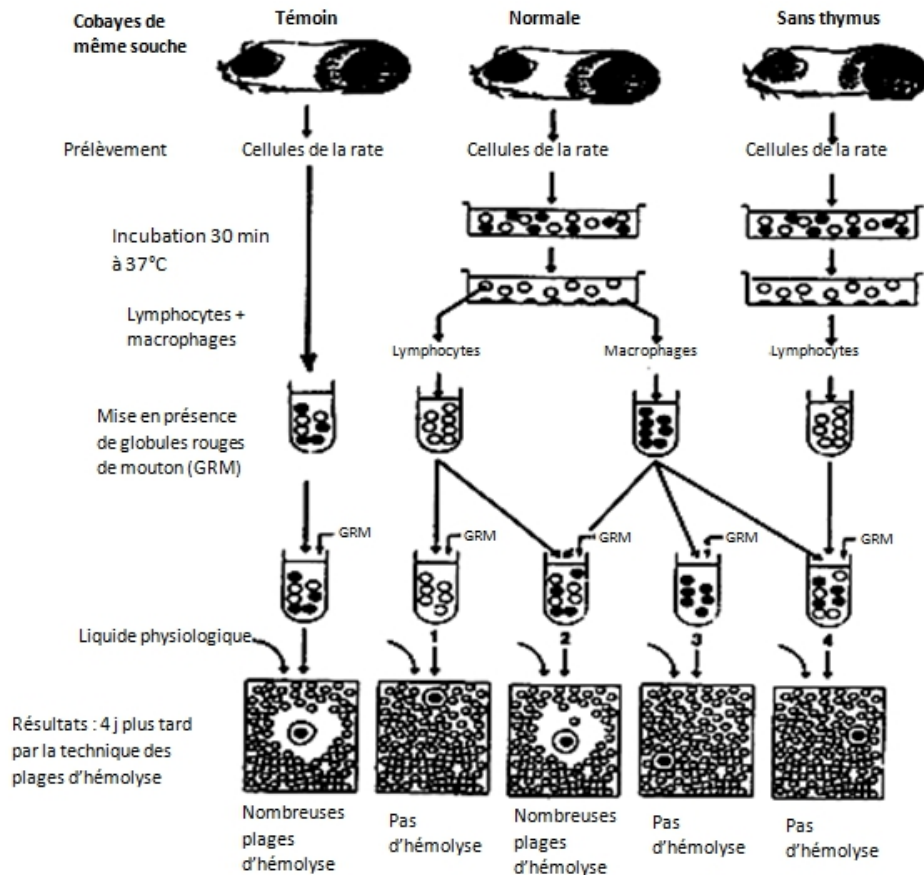 Cobayes de
même souche
Témoin
Normale
Sans thymus
Prélèvement
Cellules de la rate
Cellules de la rate
Cellules de la rate
Incubation 30 min
à 37°C
Lymphocytes +
macrophages
Lymphocytes
Macrophages
Lymphocytes
Mise en présence
de globules rouges
de mouton (GRM)
GRM
GRM
GRM
GRM
GRM
Liquide physiologique
1
2
3
4
Résultats : 4 j plus tard
par la technique des
plages d’hémolyse
Nombreuses
plages
d’hémolyse
Pas
d’hémolyse
Nombreuses
plages
d’hémolyse
Pas
d’hémolyse
Pas
d’hémolyse